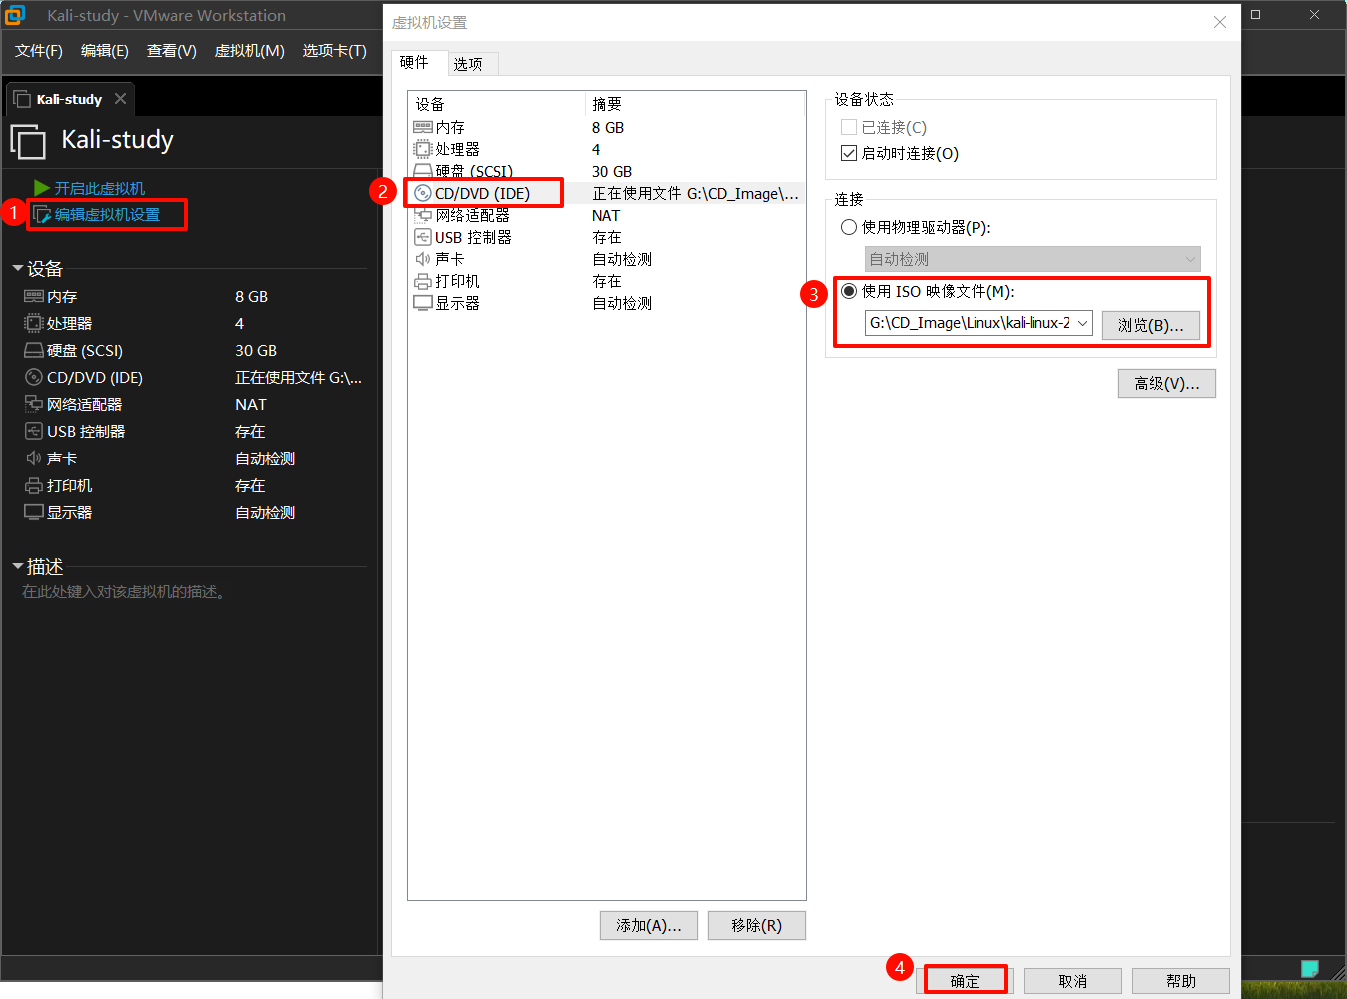 Kali-study - VMware Workstation
文件(F) 编辑(E) 查看(V) 虚拟机(M) 选项卡(T)
Kali-study
Kali-study
开启此虚拟机
1 编辑虚拟机设置
设备
内存 8 GB
处理器 4
硬盘 (SCSI) 30 GB
CD/DVD (IDE) 正在使用文件 G:\...
网络适配器 NAT
USB 控制器 存在
声卡 自动检测
打印机 存在
显示器 自动检测
描述
在此处键入对该虚拟机的描述。
虚拟机设置
硬件 选项
设备 摘要
内存 8 GB
处理器 4
硬盘 (SCSI) 30 GB
2 CD/DVD (IDE) 正在使用文件 G:\CD_Image\...
网络适配器 NAT
USB 控制器 存在
声卡 自动检测
打印机 存在
显示器 自动检测
添加(A)... 移除(R)
设备状态
已连接(C)
启动时连接(O)
连接
使用物理驱动器(P):
自动检测
3 使用 ISO 映像文件(M):
G:\CD_Image\Linux\kali-linux-2 浏览(B)...
高级(V)...
4 确定 取消 帮助